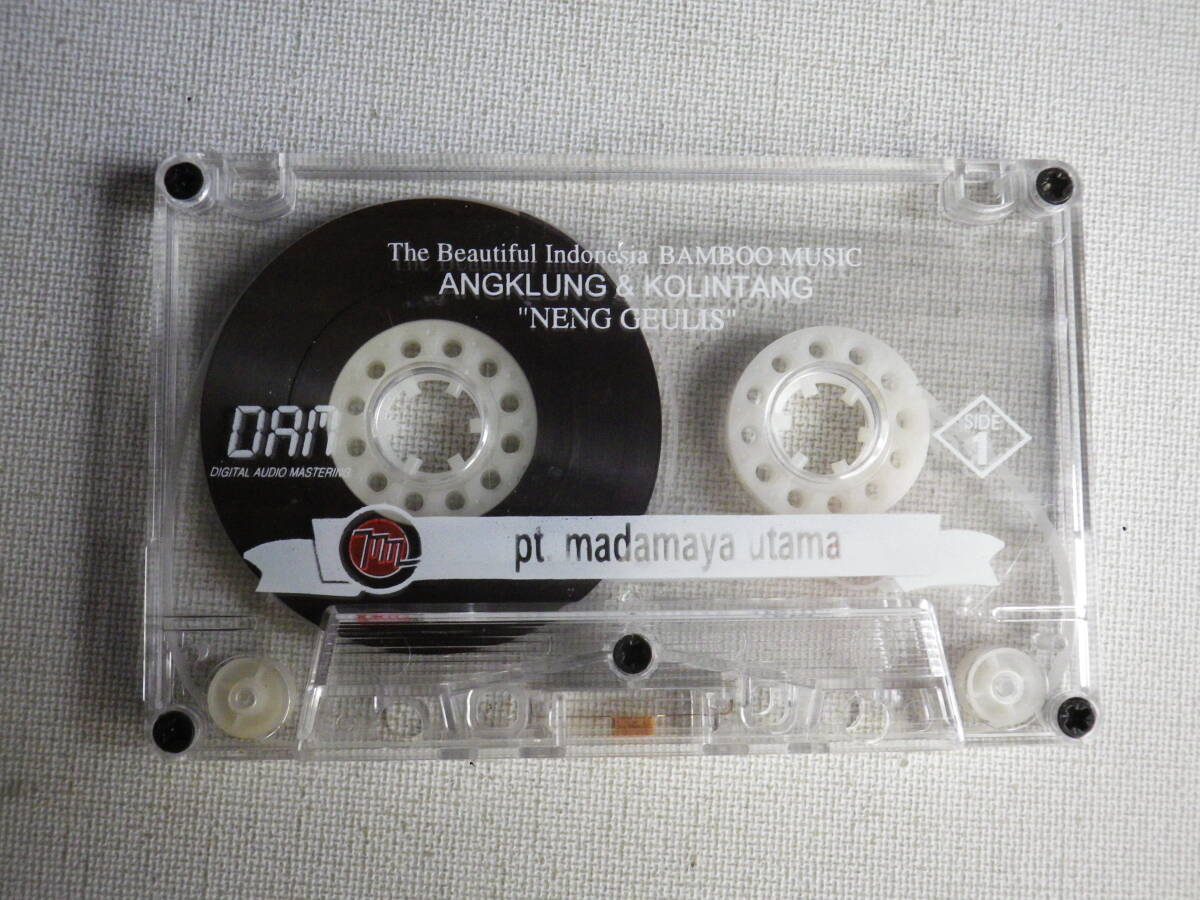 The Beautiful Indonesia BAMBOO MUSIC
ANGKLUNG & KOLINTANG
"NENG GEULIS"
DAM
DIGITAL AUDIO MASTERING
SIDE
1
pt. madamaya utama